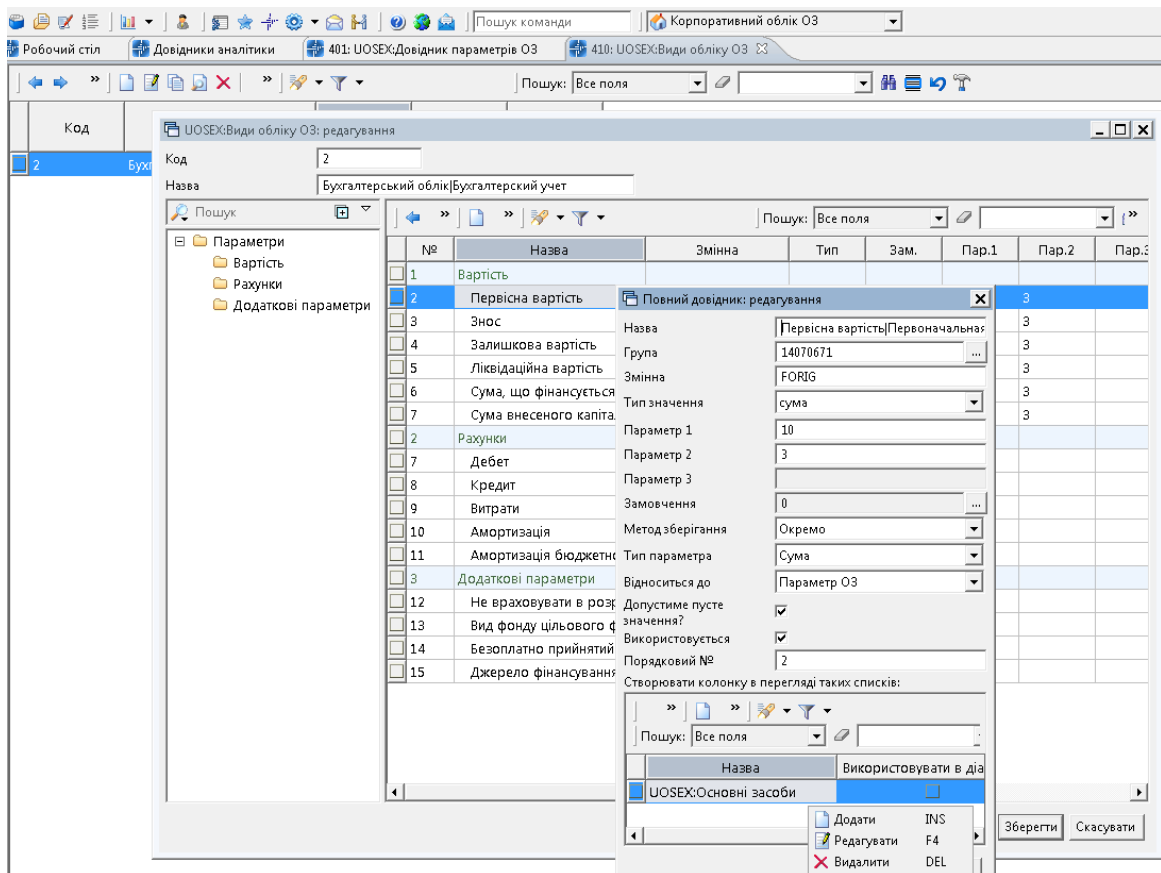 Пошук команди
Корпоративний облік ОЗ
Робочий стіл
Довідники аналітики
401: UOSEX:Довідник параметрів ОЗ
410: UOSEX:Види обліку ОЗ
»
»
Пошук:
Все поля
Код
UOSEX:Види обліку ОЗ: редагування
2
Бухг
Код
2
Назва
Бухгалтерський облік|Бухгалтерский учет
Пошук
»
»
Пошук:
Все поля
»
Параметри
Вартість
Рахунки
Додаткові параметри
№ Назва Змінна Тип Зам. Пар.1 Пар.2 Пар.3
1 Вартість
2 Первісна вартість 3
3 Знос 3
4 Залишкова вартість 3
5 Ліквідаційна вартість 3
6 Сума, що фінансується 3
7 Сума внесеного капіта 3
2 Рахунки
7 Дебет
8 Кредит
9 Витрати
10 Амортизація
11 Амортизація бюджетн
3 Додаткові параметри
12 Не враховувати в розр
13 Вид фонду цільового ф
14 Безоплатно прийнятий
15 Джерело фінансування
Повний довідник: редагування
Назва Первісна вартість|Первоначальная
Група 14070671 ...
Змінна FORIG
Тип значення сума
Параметр 1 10
Параметр 2 3
Параметр 3
Замовчення 0 ...
Метод зберігання Окремо
Тип параметра Сума
Відноситься до Параметр ОЗ
Допустиме пусте
значення?
Використовується
Порядковий № 2
Створювати колонку в перегляді таких списків:
»
»
Пошук: Все поля
Назва Використовувати в діа
UOSEX:Основні засоби
Додати INS
Редагувати F4
Видалити DEL
Зберегти Скасувати